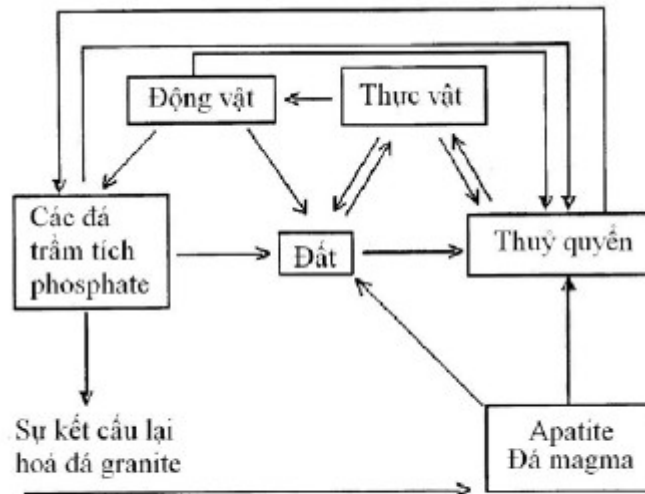 Động vật
Thực vật
Các đá
trầm tích
phosphate
Đất
Thuỷ quyển
Sự kết cấu lại
hoá đá granite
Apatite
Đá magma